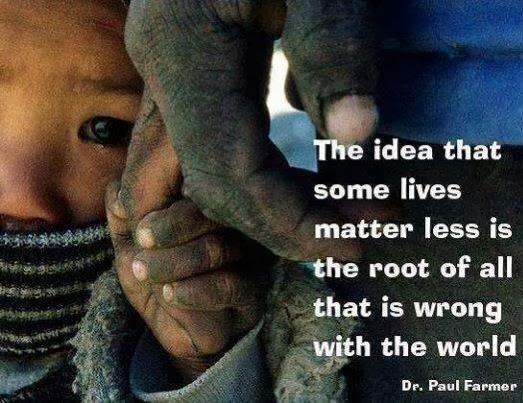 The idea that
some lives
matter less is
the root of all
that is wrong
with the world
Dr. Paul Farmer